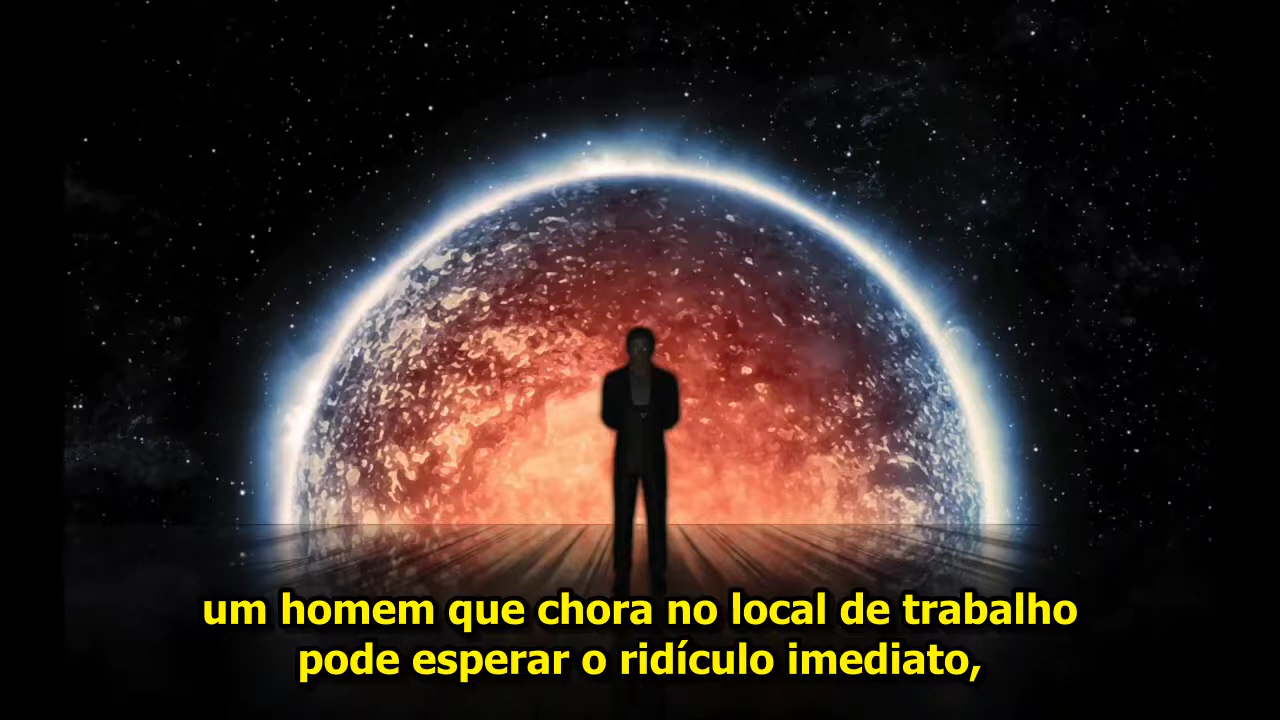 um homem que chora no local de trabalho
pode esperar o ridículo imediato,